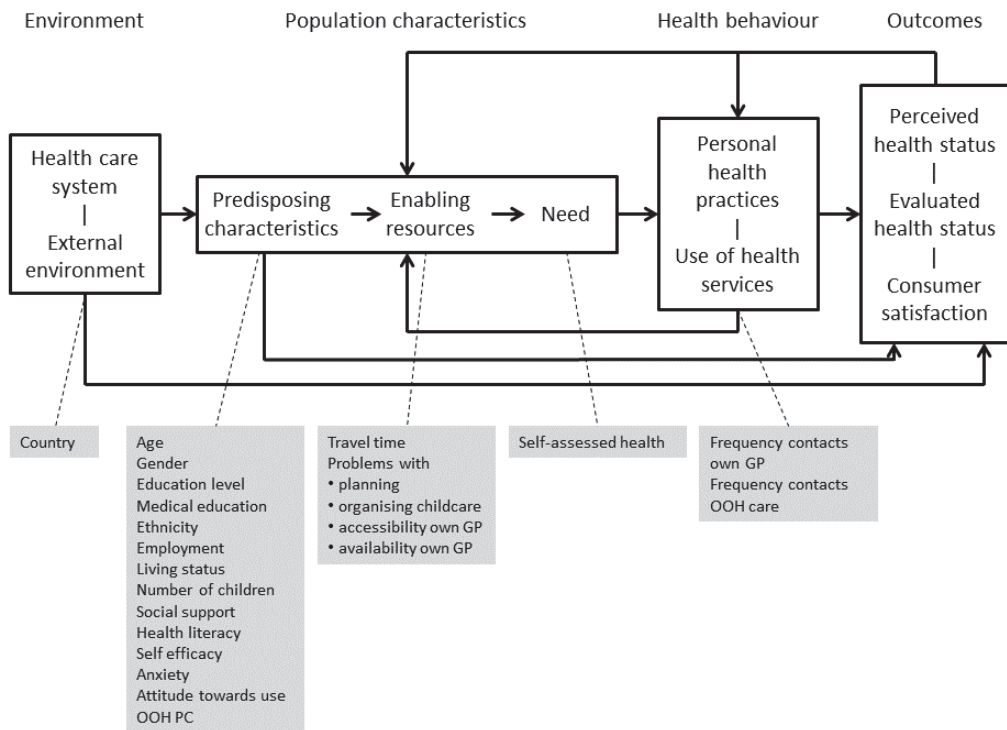 Environment
Population characteristics
Health behaviour
Outcomes
Health care
system
External
environment
Predisposing
characteristics
Enabling
resources
Need
Personal
health
practices
Use of health
services
Perceived
health status
Evaluated
health status
Consumer
satisfaction
Country
Age
Gender
Education level
Medical education
Ethnicity
Employment
Living status
Number of children
Social support
Health literacy
Self efficacy
Anxiety
Attitude towards use
OOH PC
Travel time
Problems with
• planning
• organising childcare
• accessibility own GP
• availability own GP
Self-assessed health
Frequency contacts
own GP
Frequency contacts
OOH care